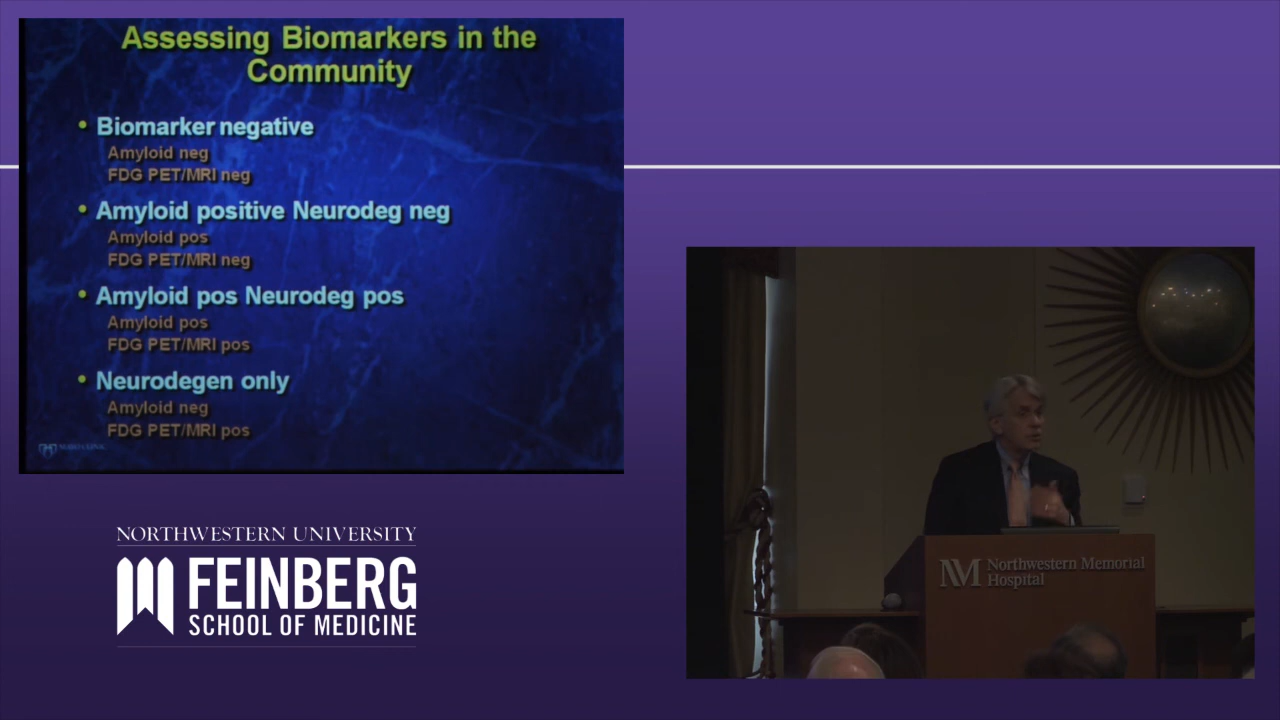 Assessing Biomarkers in the
Community
• Biomarker negative
Amyloid neg
FDG PET/MRI neg
• Amyloid positive Neurodeg neg
Amyloid pos
FDG PET/MRI neg
• Amyloid pos Neurodeg pos
Amyloid pos
FDG PET/MRI pos
• Neurodegen only
Amyloid neg
FDG PET/MRI pos
NORTHWESTERN UNIVERSITY
FEINBERG
SCHOOL OF MEDICINE
NM Northwestern Memorial
Hospital